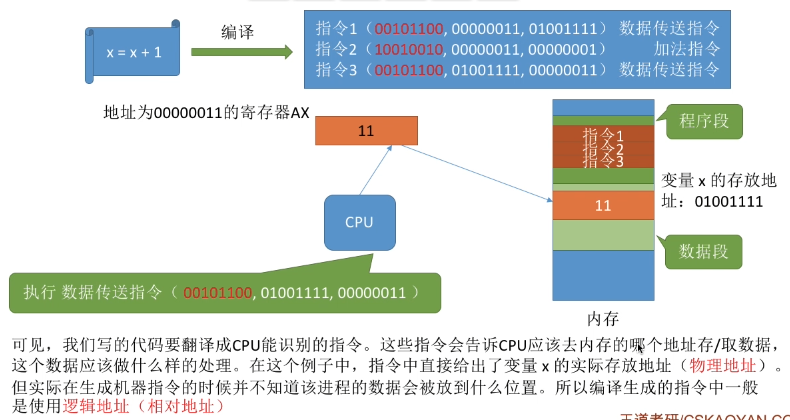 x = x + 1
编译
指令1（00101100, 00000011, 01001111） 数据传送指令
指令2（10010010, 00000011, 00000001） 加法指令
指令3（00101100, 01001111, 00000011） 数据传送指令
地址为00000011的寄存器AX
11
程序段
指令1
指令2
指令3
变量 x 的存放地
址：01001111
11
CPU
数据段
执行 数据传送指令（ 00101100, 01001111, 00000011 ）
内存
可见，我们写的代码要翻译成CPU能识别的指令。这些指令会告诉CPU应该去内存的哪个地址存/取数据，
这个数据应该做什么样的处理。在这个例子中，指令中直接给出了变量 x 的实际存放地址（物理地址）。
但实际在生成机器指令的时候并不知道该进程的数据会被放到什么位置。所以编译生成的指令中一般
是使用逻辑地址（相对地址）